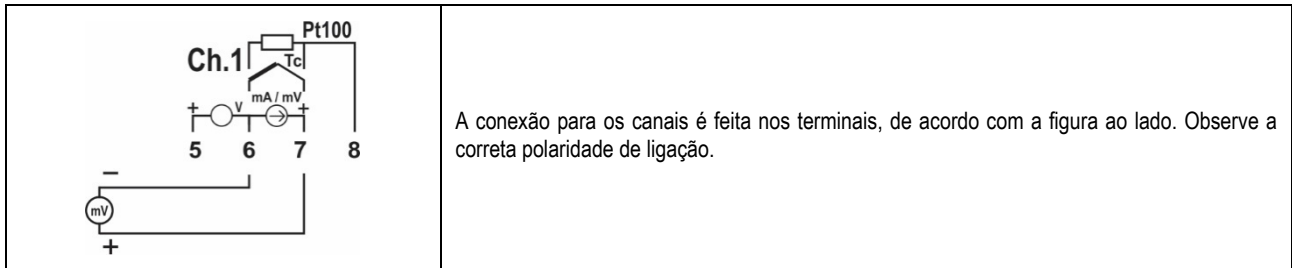 Pt100
Ch.1
Tc
mA / mV
+ V +
5 6 7 8
−
mV
+
A conexão para os canais é feita nos terminais, de acordo com a figura ao lado. Observe a
correta polaridade de ligação.